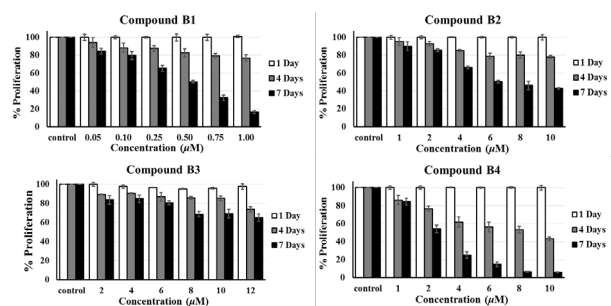 Compound B1
% Proliferation
100
80
60
40
20
0
control 0.05 0.10 0.25 0.50 0.75 1.00
Concentration (μM)
1 Day
4 Days
7 Days
Compound B2
% Proliferation
100
80
60
40
20
0
control 1 2 4 6 8 10
Concentration (μM)
1 Day
4 Days
7 Days
Compound B3
% Proliferation
100
80
60
40
20
0
control 2 4 6 8 10 12
Concentration (μM)
1 Day
4 Days
7 Days
Compound B4
% Proliferation
100
80
60
40
20
0
control 1 2 4 6 8 10
Concentration (μM)
1 Day
4 Days
7 Days